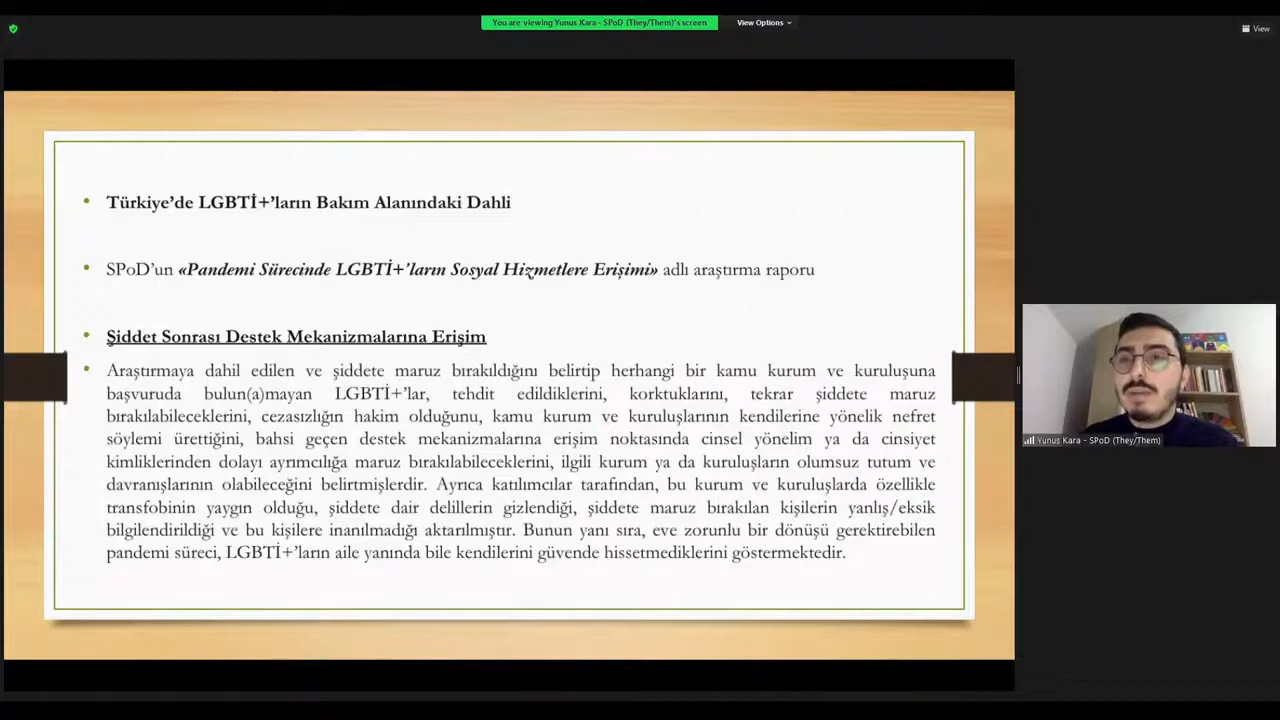 You are viewing Yunus Kara - SPoD (They/Them)'s screen
View Options
View
Türkiye’de LGBTİ+’ların Bakım Alanındaki Dahli
SPoD’un «Pandemi Sürecinde LGBTİ+’ların Sosyal Hizmetlere Erişimi» adlı araştırma raporu
Şiddet Sonrası Destek Mekanizmalarına Erişim
Araştırmaya dahil edilen ve şiddete maruz bırakıldığını belirtip herhangi bir kamu kurum ve kuruluşuna
başvuruda bulun(a)mayan LGBTİ+’lar, tehdit edildiklerini, korktuklarını, tekrar şiddete maruz
bırakılabileceklerini, cezasızlığın hakim olduğunu, kamu kurum ve kuruluşlarının kendilerine yönelik nefret
söylemi ürettiğini, bahsi geçen destek mekanizmalarına erişim noktasında cinsel yönelim ya da cinsiyet
kimliklerinden dolayı ayrımcılığa maruz bırakılabileceklerini, ilgili kurum ya da kuruluşların olumsuz tutum ve
davranışlarının olabileceğini belirtmişlerdir. Ayrıca katılımcılar tarafından, bu kurum ve kuruluşlarda özellikle
transfobinin yaygın olduğu, şiddete dair delillerin gizlendiği, şiddete maruz bırakılan kişilerin yanlış/eksik
bilgilendirildiği ve bu kişilere inanılmadığı aktarılmıştır. Bunun yanı sıra, eve zorunlu bir dönüşü gerektirebilen
pandemi süreci, LGBTİ+’ların aile yanında bile kendilerini güvende hissetmediklerini göstermektedir.
Yunus Kara - SPoD (They/Them)